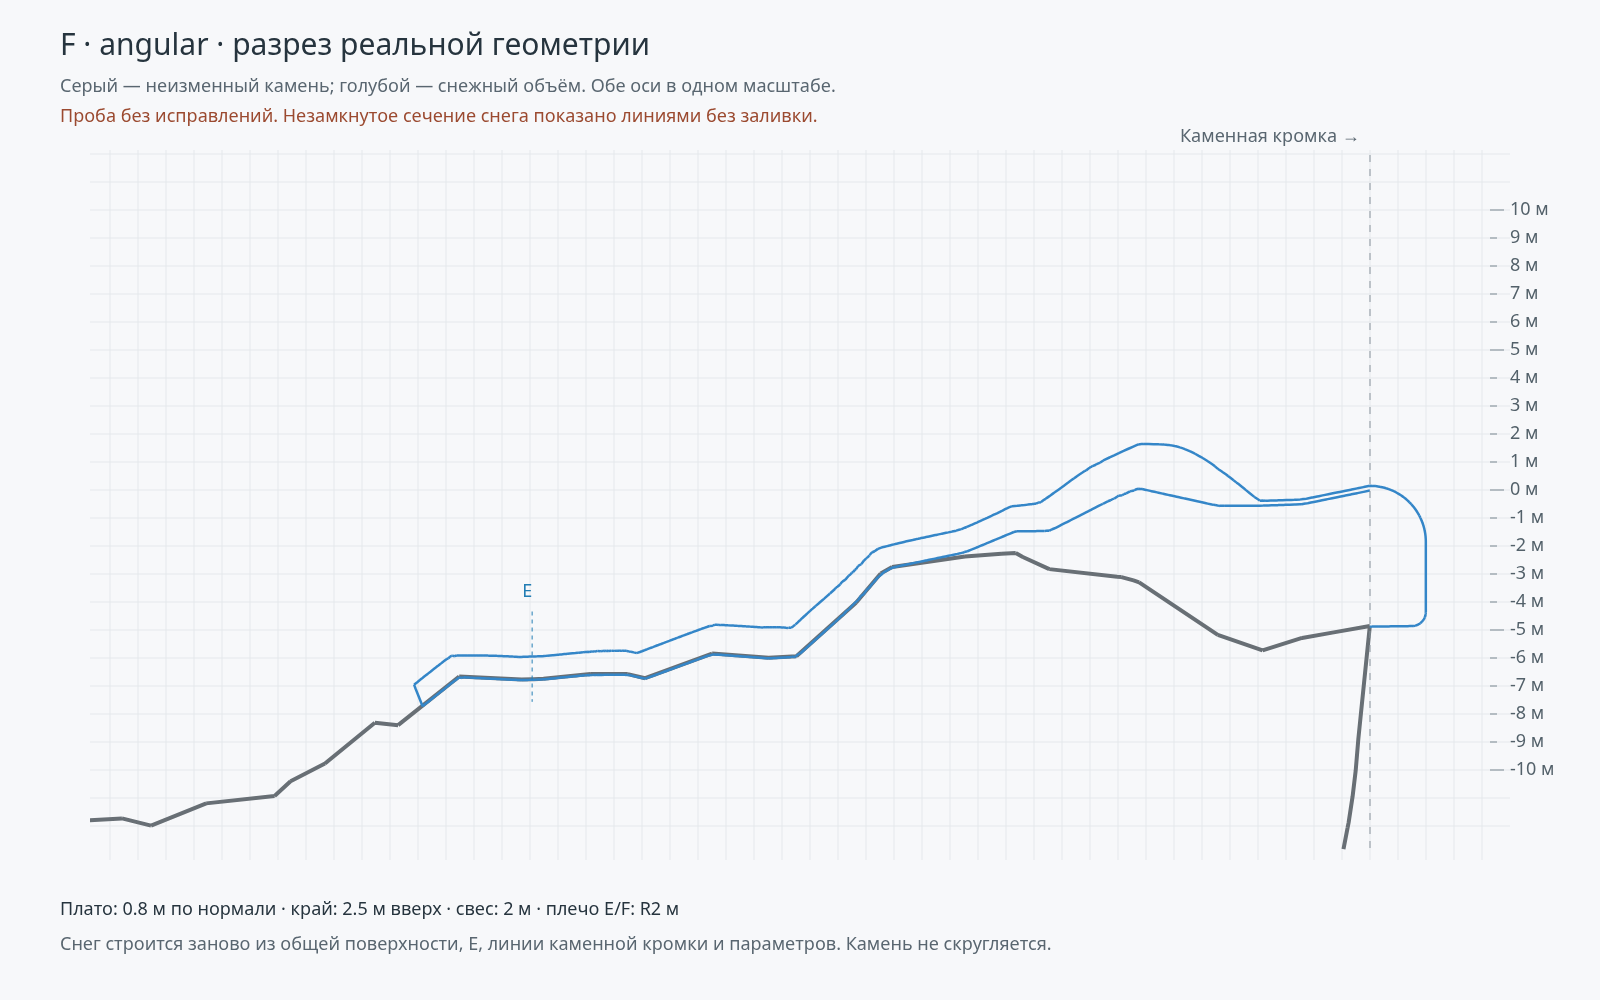 F · angular · разрез реальной геометрии
Серый — неизменный камень; голубой — снежный объём. Обе оси в одном масштабе.
Проба без исправлений. Незамкнутое сечение снега показано линиями без заливки.
Каменная кромка →
10 м
9 м
8 м
7 м
6 м
5 м
4 м
3 м
2 м
1 м
0 м
-1 м
-2 м
-3 м
-4 м
E
-5 м
-6 м
-7 м
-8 м
-9 м
-10 м
Плато: 0.8 м по нормали · край: 2.5 м вверх · свес: 2 м · плечо E/F: R2 м
Снег строится заново из общей поверхности, E, линии каменной кромки и параметров. Камень не скругляется.